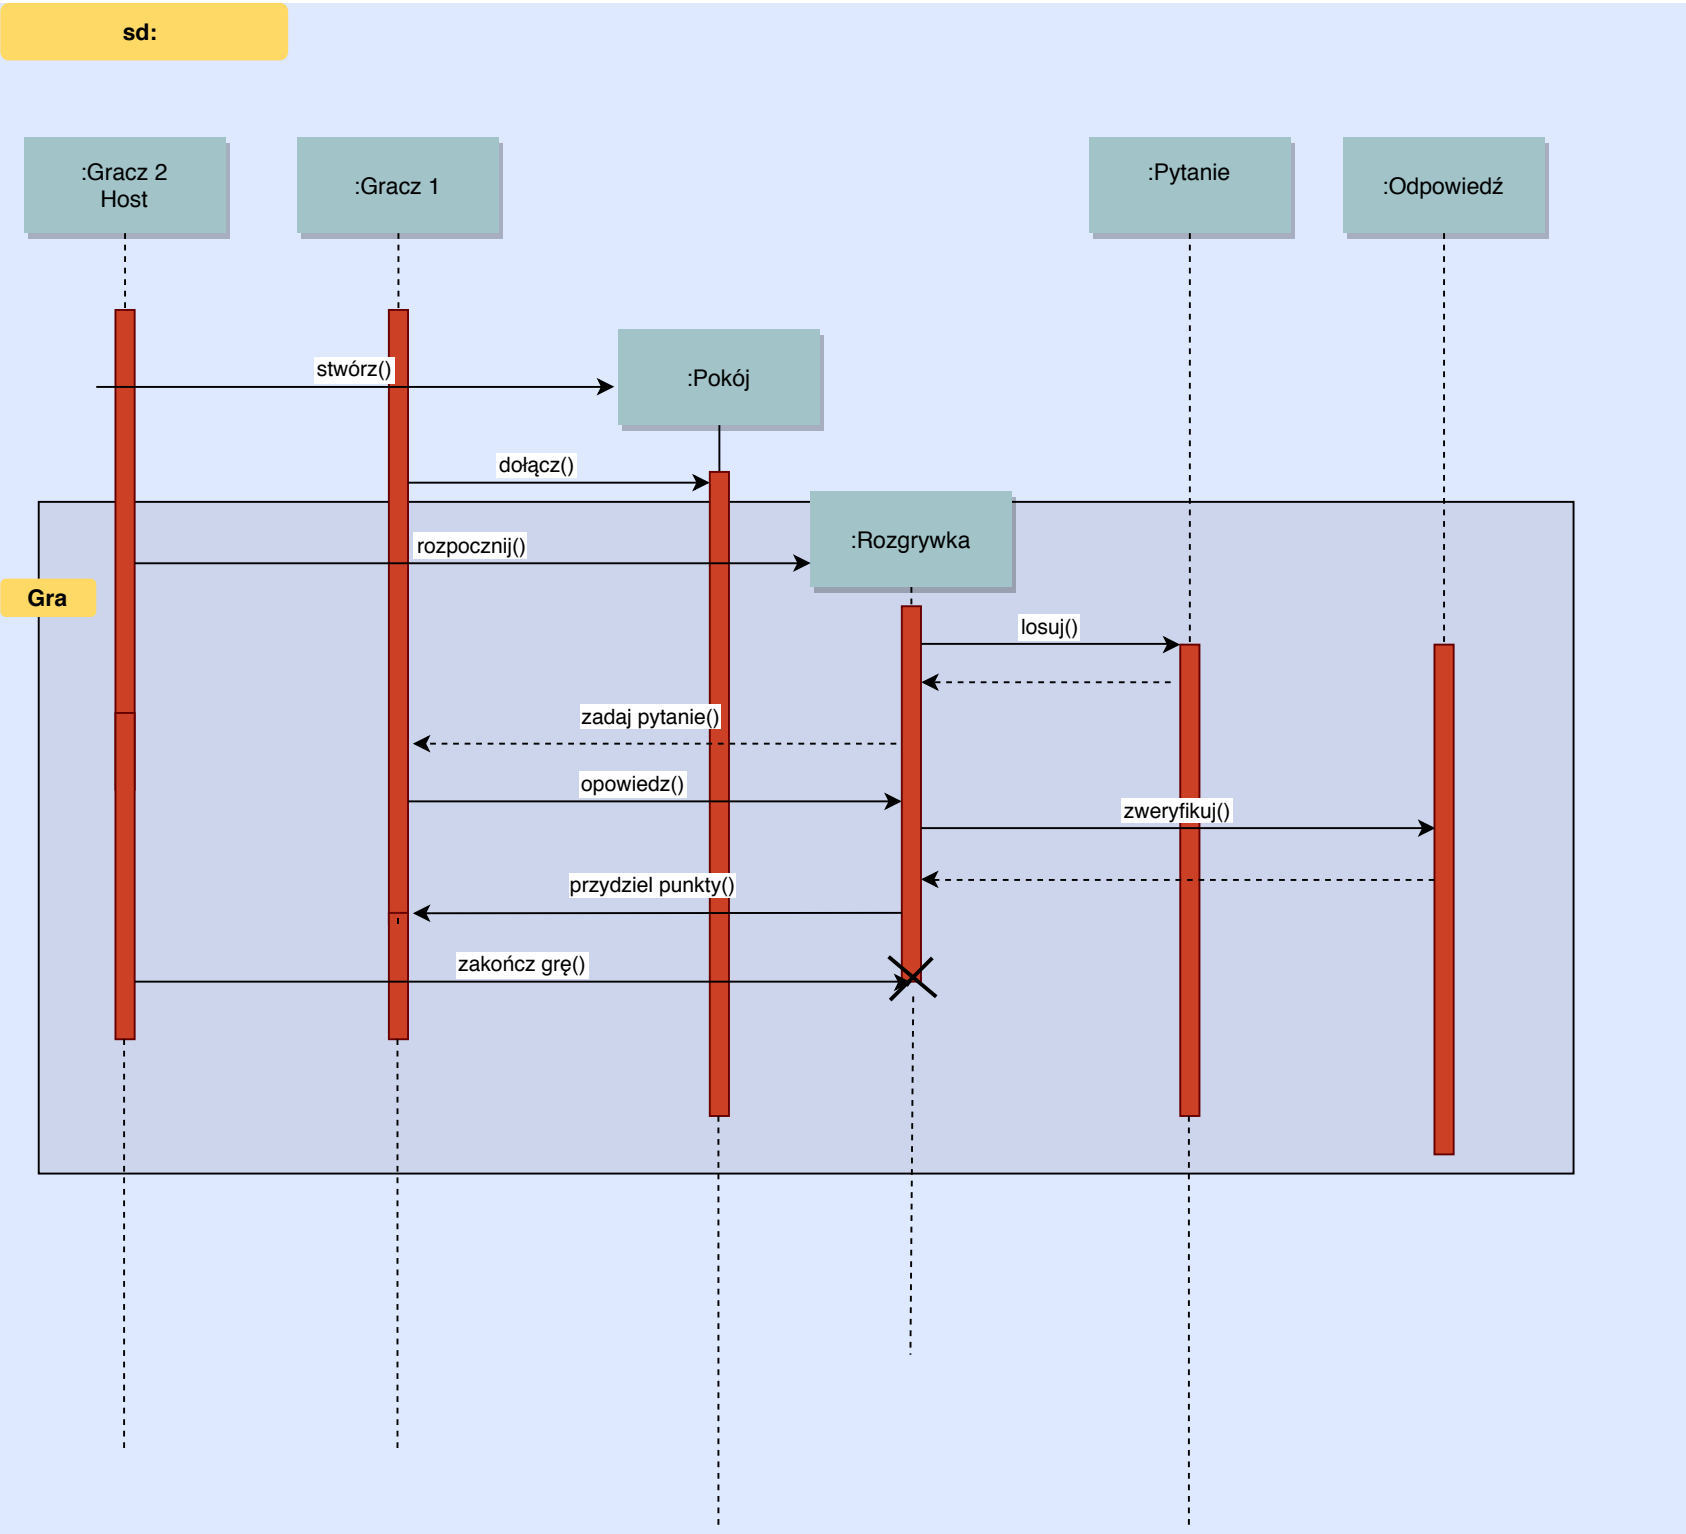 sd:
:Gracz 2
Host
:Gracz 1
:Pytanie
:Odpowiedź
stwórz()
:Pokój
dołącz()
:Rozgrywka
rozpocznij()
Gra
losuj()
zadaj pytanie()
opowiedz()
zweryfikuj()
przydziel punkty()
zakończ grę()